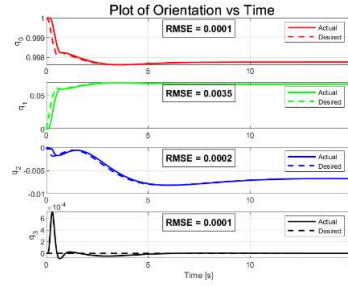 Plot of Orientation vs Time
1
0.999
0.998
q0
RMSE = 0.0001
Actual
Desired
0
5
10
0.05
0
q1
RMSE = 0.0035
Actual
Desired
0
5
10
0
-0.005
-0.01
q2
RMSE = 0.0002
Actual
Desired
0
5
10
×10⁻⁴
6
4
2
0
q3
RMSE = 0.0001
Actual
Desired
0
5
10
Time [s]